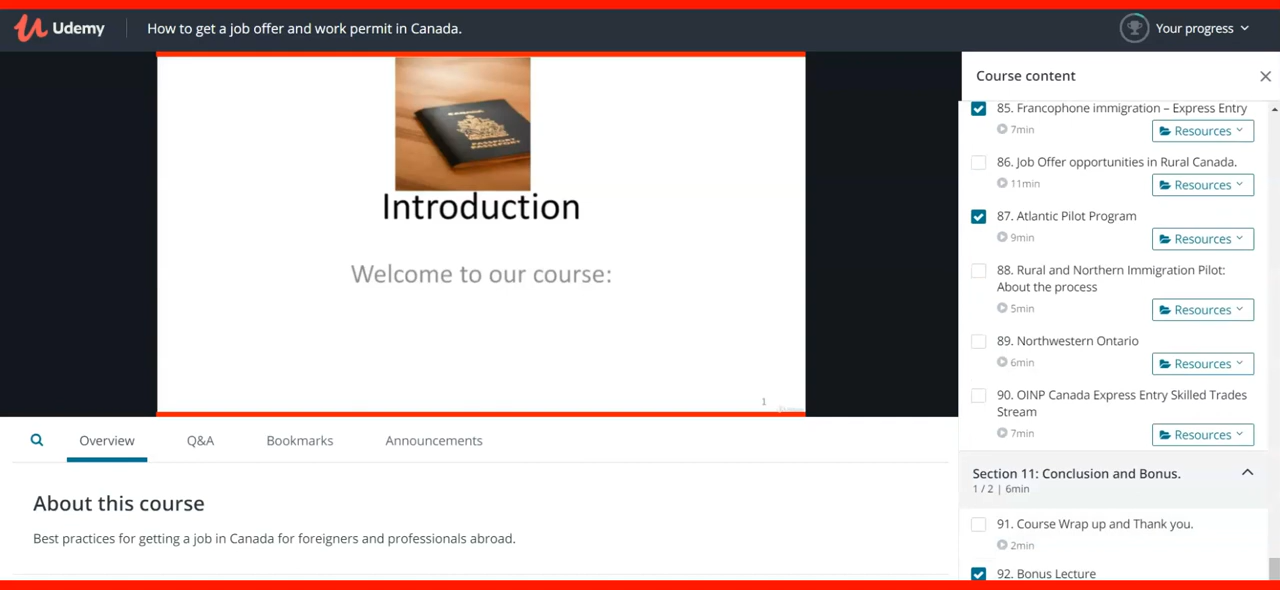 Udemy
How to get a job offer and work permit in Canada.
Your progress
Introduction
Welcome to our course:
1
Course content
85. Francophone immigration – Express Entry
7min
Resources
86. Job Offer opportunities in Rural Canada.
11min
Resources
87. Atlantic Pilot Program
9min
Resources
88. Rural and Northern Immigration Pilot:
About the process
5min
Resources
89. Northwestern Ontario
6min
Resources
90. OINP Canada Express Entry Skilled Trades
Stream
7min
Resources
Section 11: Conclusion and Bonus.
1 / 2 | 6min
91. Course Wrap up and Thank you.
2min
92. Bonus Lecture
Overview
Q&A
Bookmarks
Announcements
About this course
Best practices for getting a job in Canada for foreigners and professionals abroad.